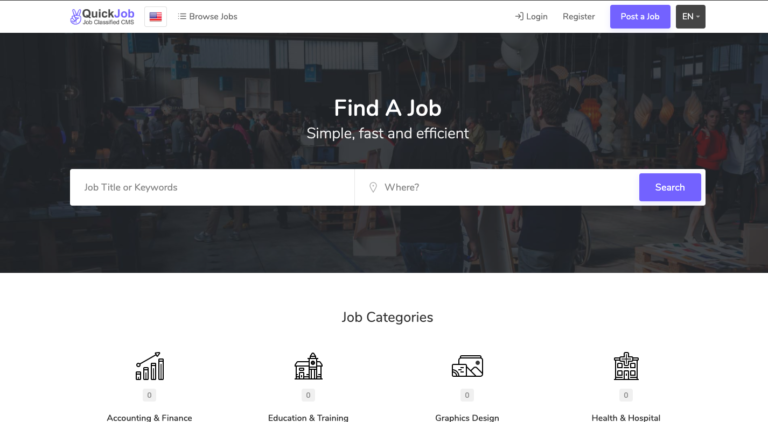 QuickJob
Job Classified CMS
Browse Jobs
Login
Register
Post a Job
EN
Find A Job
Simple, fast and efficient
Job Title or Keywords
Where?
Search
Job Categories
0
0
0
0
Accounting & Finance
Education & Training
Graphics Design
Health & Hospital